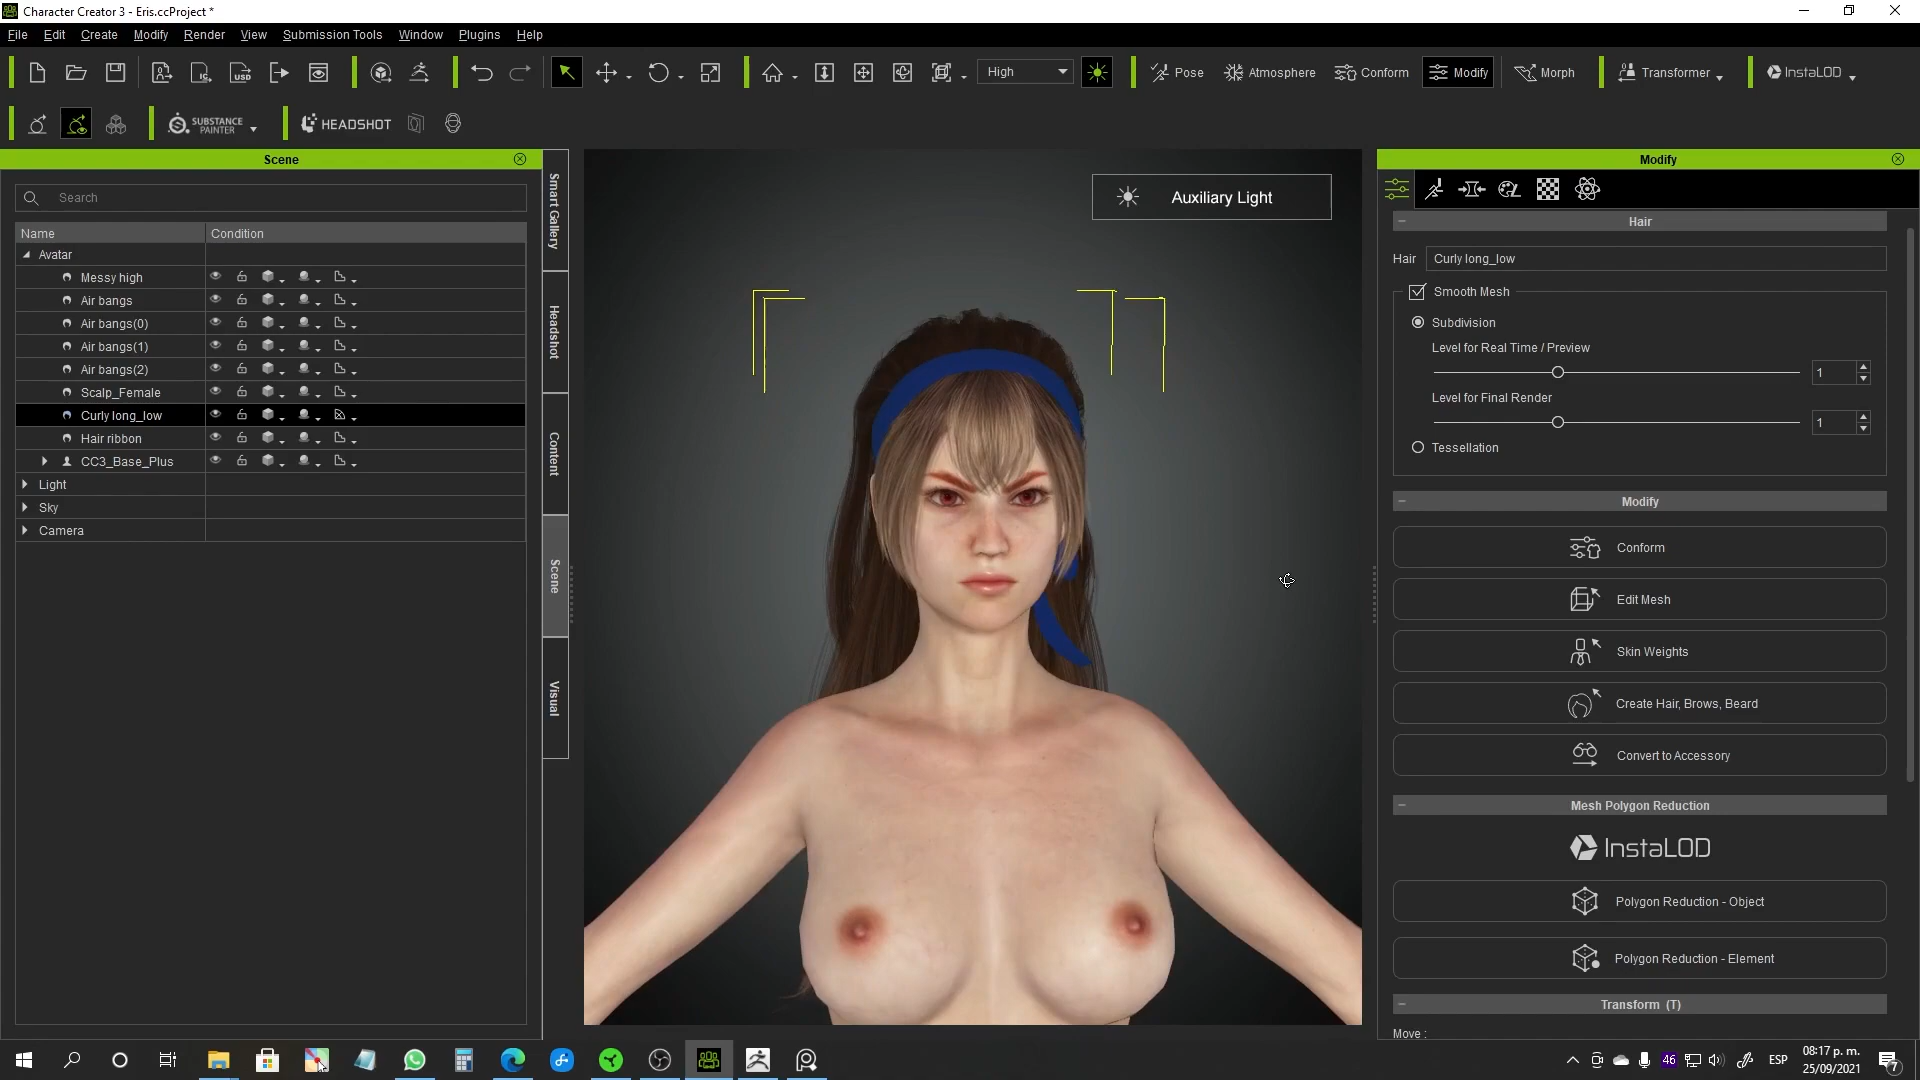 Character Creator 3 - Eris.ccProject *
File Edit Create Modify Render View Submission Tools Window Plugins Help
High Pose Atmosphere Conform Modify Morph Transformer InstaLOD
SUBSTANCE PAINTER HEADSHOT
Scene
Search
Name Condition
Avatar
Messy high
Air bangs
Air bangs(0)
Air bangs(1)
Air bangs(2)
Scalp_Female
Curly long_low
Hair ribbon
CC3_Base_Plus
Light
Sky
Camera
Smart Gallery
Headshot
Content
Scene
Visual
Auxiliary Light
Modify
Hair
Hair Curly long_low
Smooth Mesh
Subdivision
Level for Real Time / Preview
1
Level for Final Render
1
Tessellation
Modify
Conform
Edit Mesh
Skin Weights
Create Hair, Brows, Beard
Convert to Accessory
Mesh Polygon Reduction
InstaLOD
Polygon Reduction - Object
Polygon Reduction - Element
Transform (T)
Move :
46 ESP 08:17 p. m.
25/09/2021
7